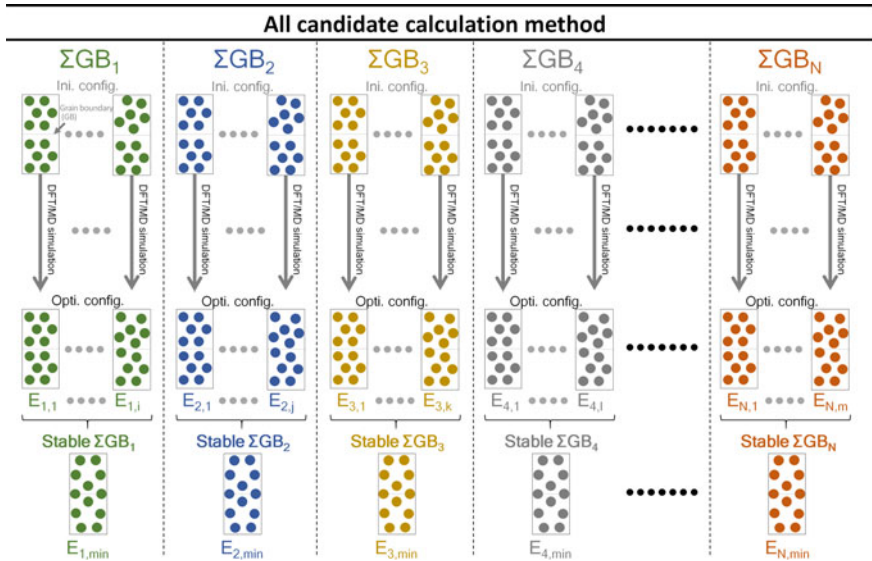 All candidate calculation method
ΣGB1 ΣGB2 ΣGB3 ΣGB4 ΣGBN
Ini. config. Ini. config. Ini. config. Ini. config. Ini. config.
Grain boundary
(GB)
DFT/MD simulation DFT/MD simulation DFT/MD simulation DFT/MD simulation DFT/MD simulation DFT/MD simulation DFT/MD simulation DFT/MD simulation DFT/MD simulation DFT/MD simulation
Opti. config. Opti. config. Opti. config. Opti. config. Opti. config.
E1,1 E1,i E2,1 E2,j E3,1 E3,k E4,1 E4,l EN,1 EN,m
Stable ΣGB1 Stable ΣGB2 Stable ΣGB3 Stable ΣGB4 Stable ΣGBN
E1,min E2,min E3,min E4,min EN,min